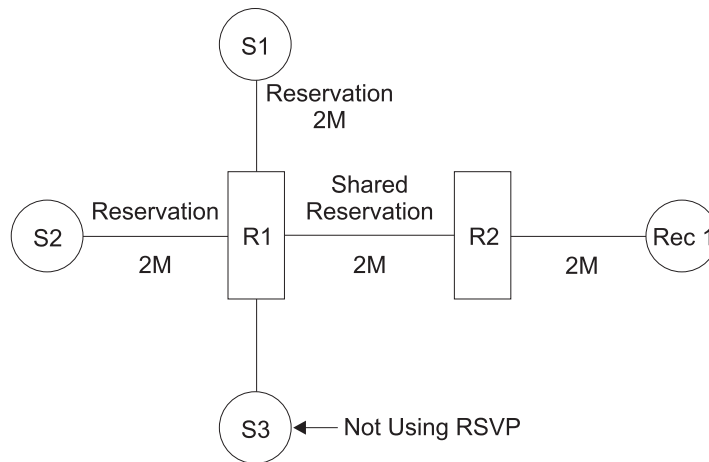 S1
Reservation
2M
Shared
Reservation
Reservation
S2
R1
R2
Rec 1
2M
2M
2M
S3
Not Using RSVP